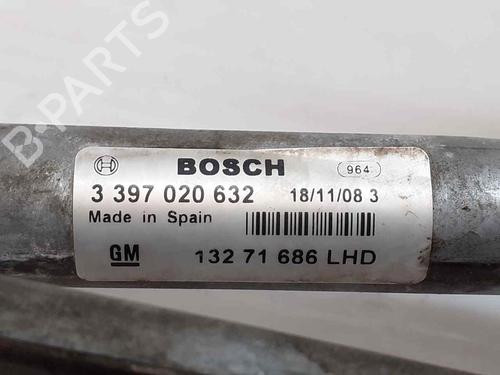 B-PARTS
BOSCH 964
3 397 020 632 18/11/08 3
Made in Spain
GM 132 71 686 LHD